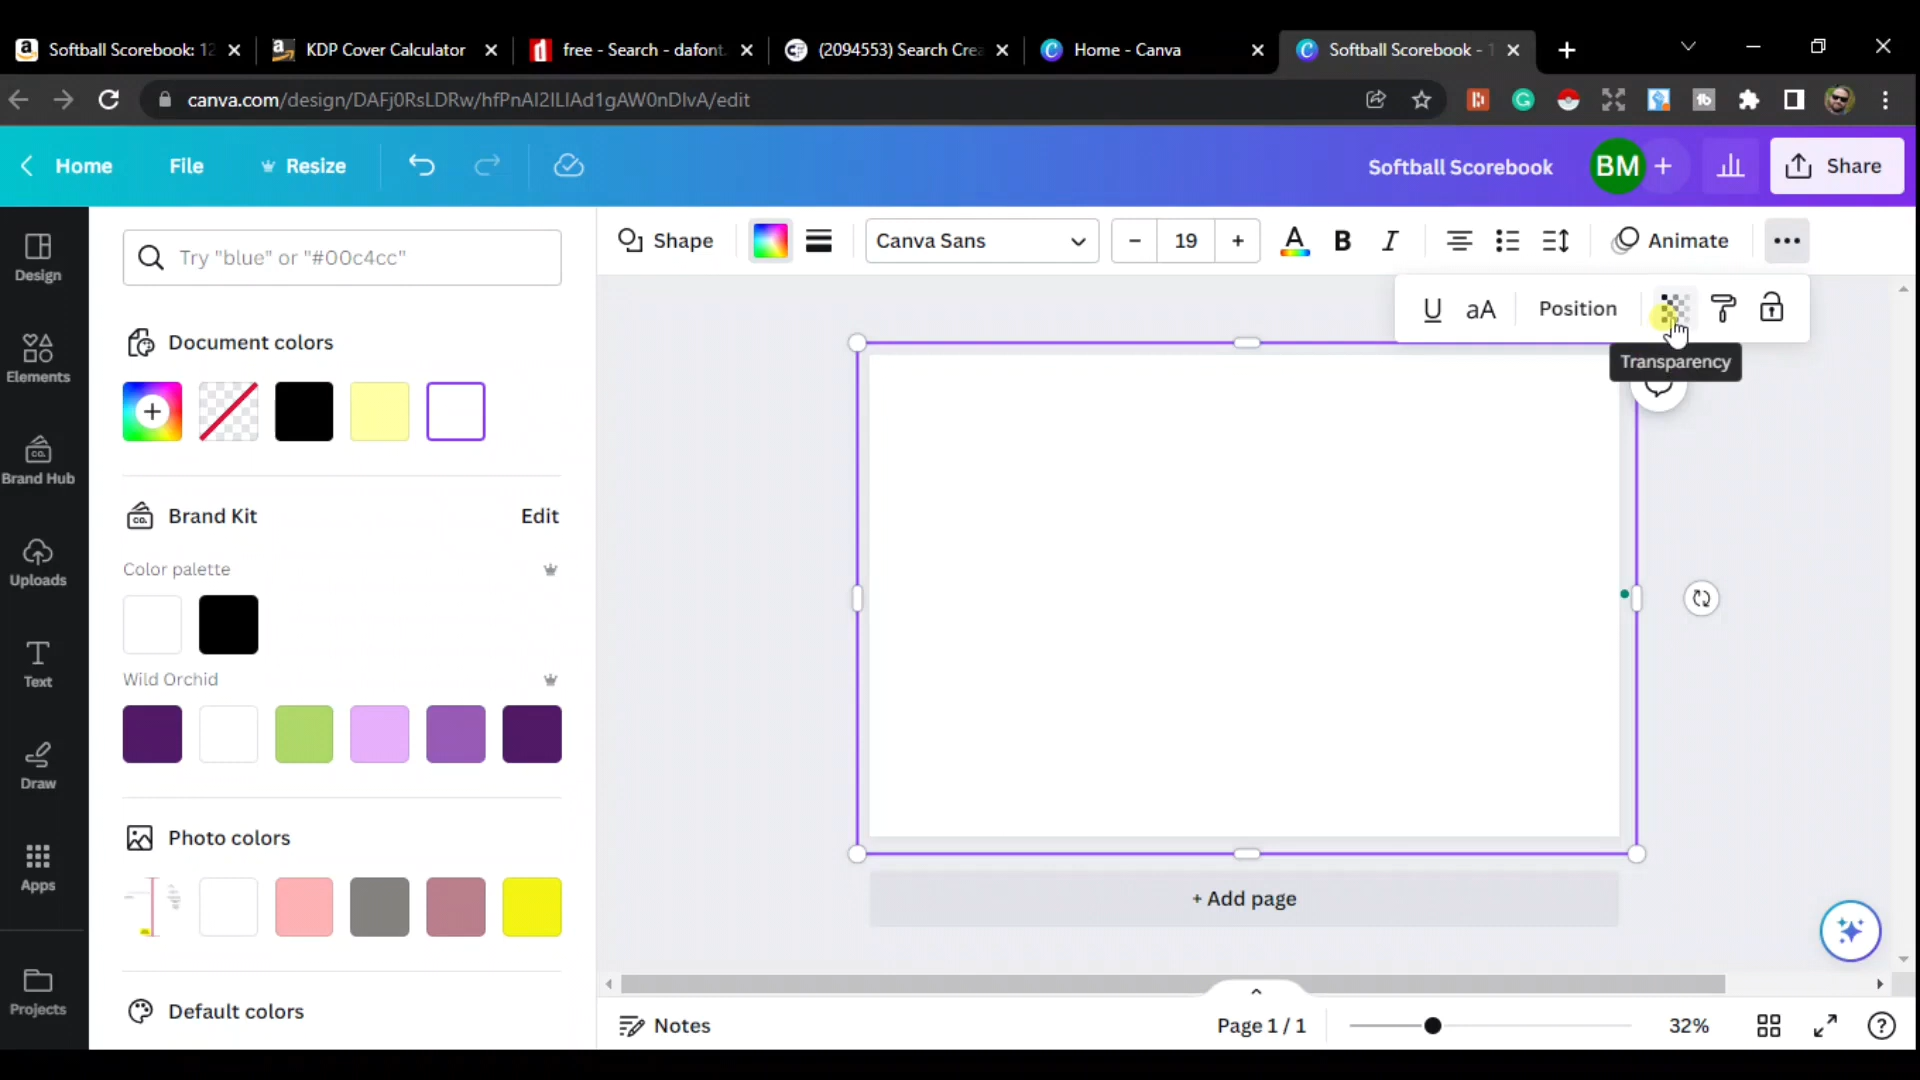 Softball Scorebook: 12
KDP Cover Calculator
free - Search - dafont.
(2094553) Search Crea
Home - Canva
Softball Scorebook - 1
canva.com/design/DAFj0RsLDRw/hfPnAI2ILIAd1gAW0nDIvA/edit
Home
File
Resize
Softball Scorebook
BM
Share
Design
Elements
Brand Hub
Uploads
Text
Draw
Apps
Projects
Try "blue" or "#00c4cc"
Document colors
Brand Kit
Edit
Color palette
Wild Orchid
Photo colors
Default colors
Shape
Canva Sans
19
A
B
I
Animate
U
aA
Position
Transparency
+ Add page
Notes
Page 1 / 1
32%